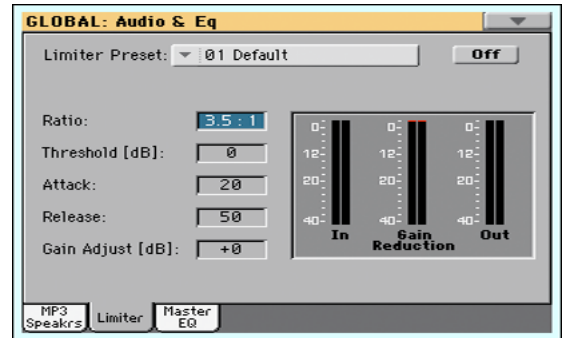 GLOBAL: Audio & Eq
Limiter Preset: 01 Default Off
Ratio: 3.5 : 1
Threshold [dB]: 0
Attack: 20
Release: 50
Gain Adjust [dB]: +0
0 0 0
12 12 12
20 20 20
40 40 40
In Gain Reduction Out
MP3 Speakrs Limiter Master EQ